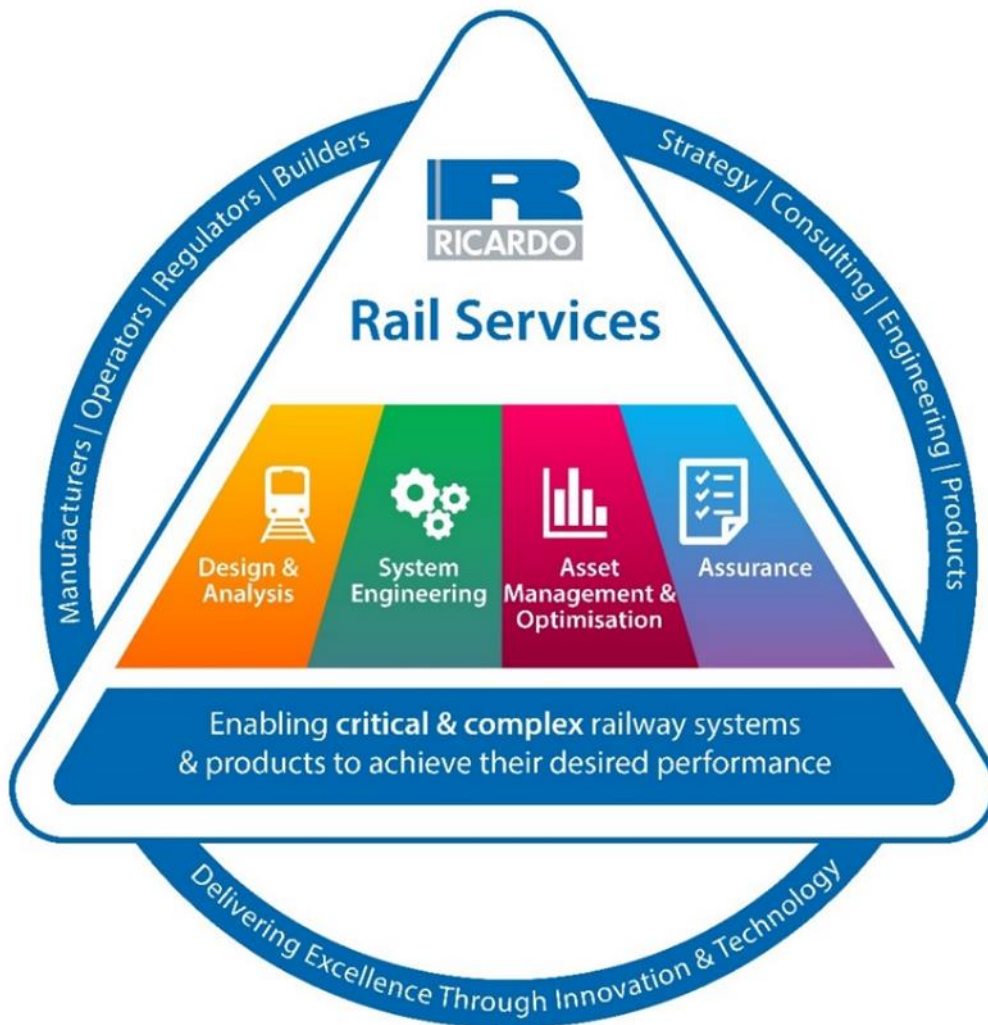 Manufacturers | Operators | Regulators | Builders
Strategy | Consulting | Engineering | Products
R
RICARDO
Rail Services
Design &
Analysis
System
Engineering
Asset
Management &
Optimisation
Assurance
Enabling critical & complex railway systems
& products to achieve their desired performance
Delivering Excellence Through Innovation & Technology